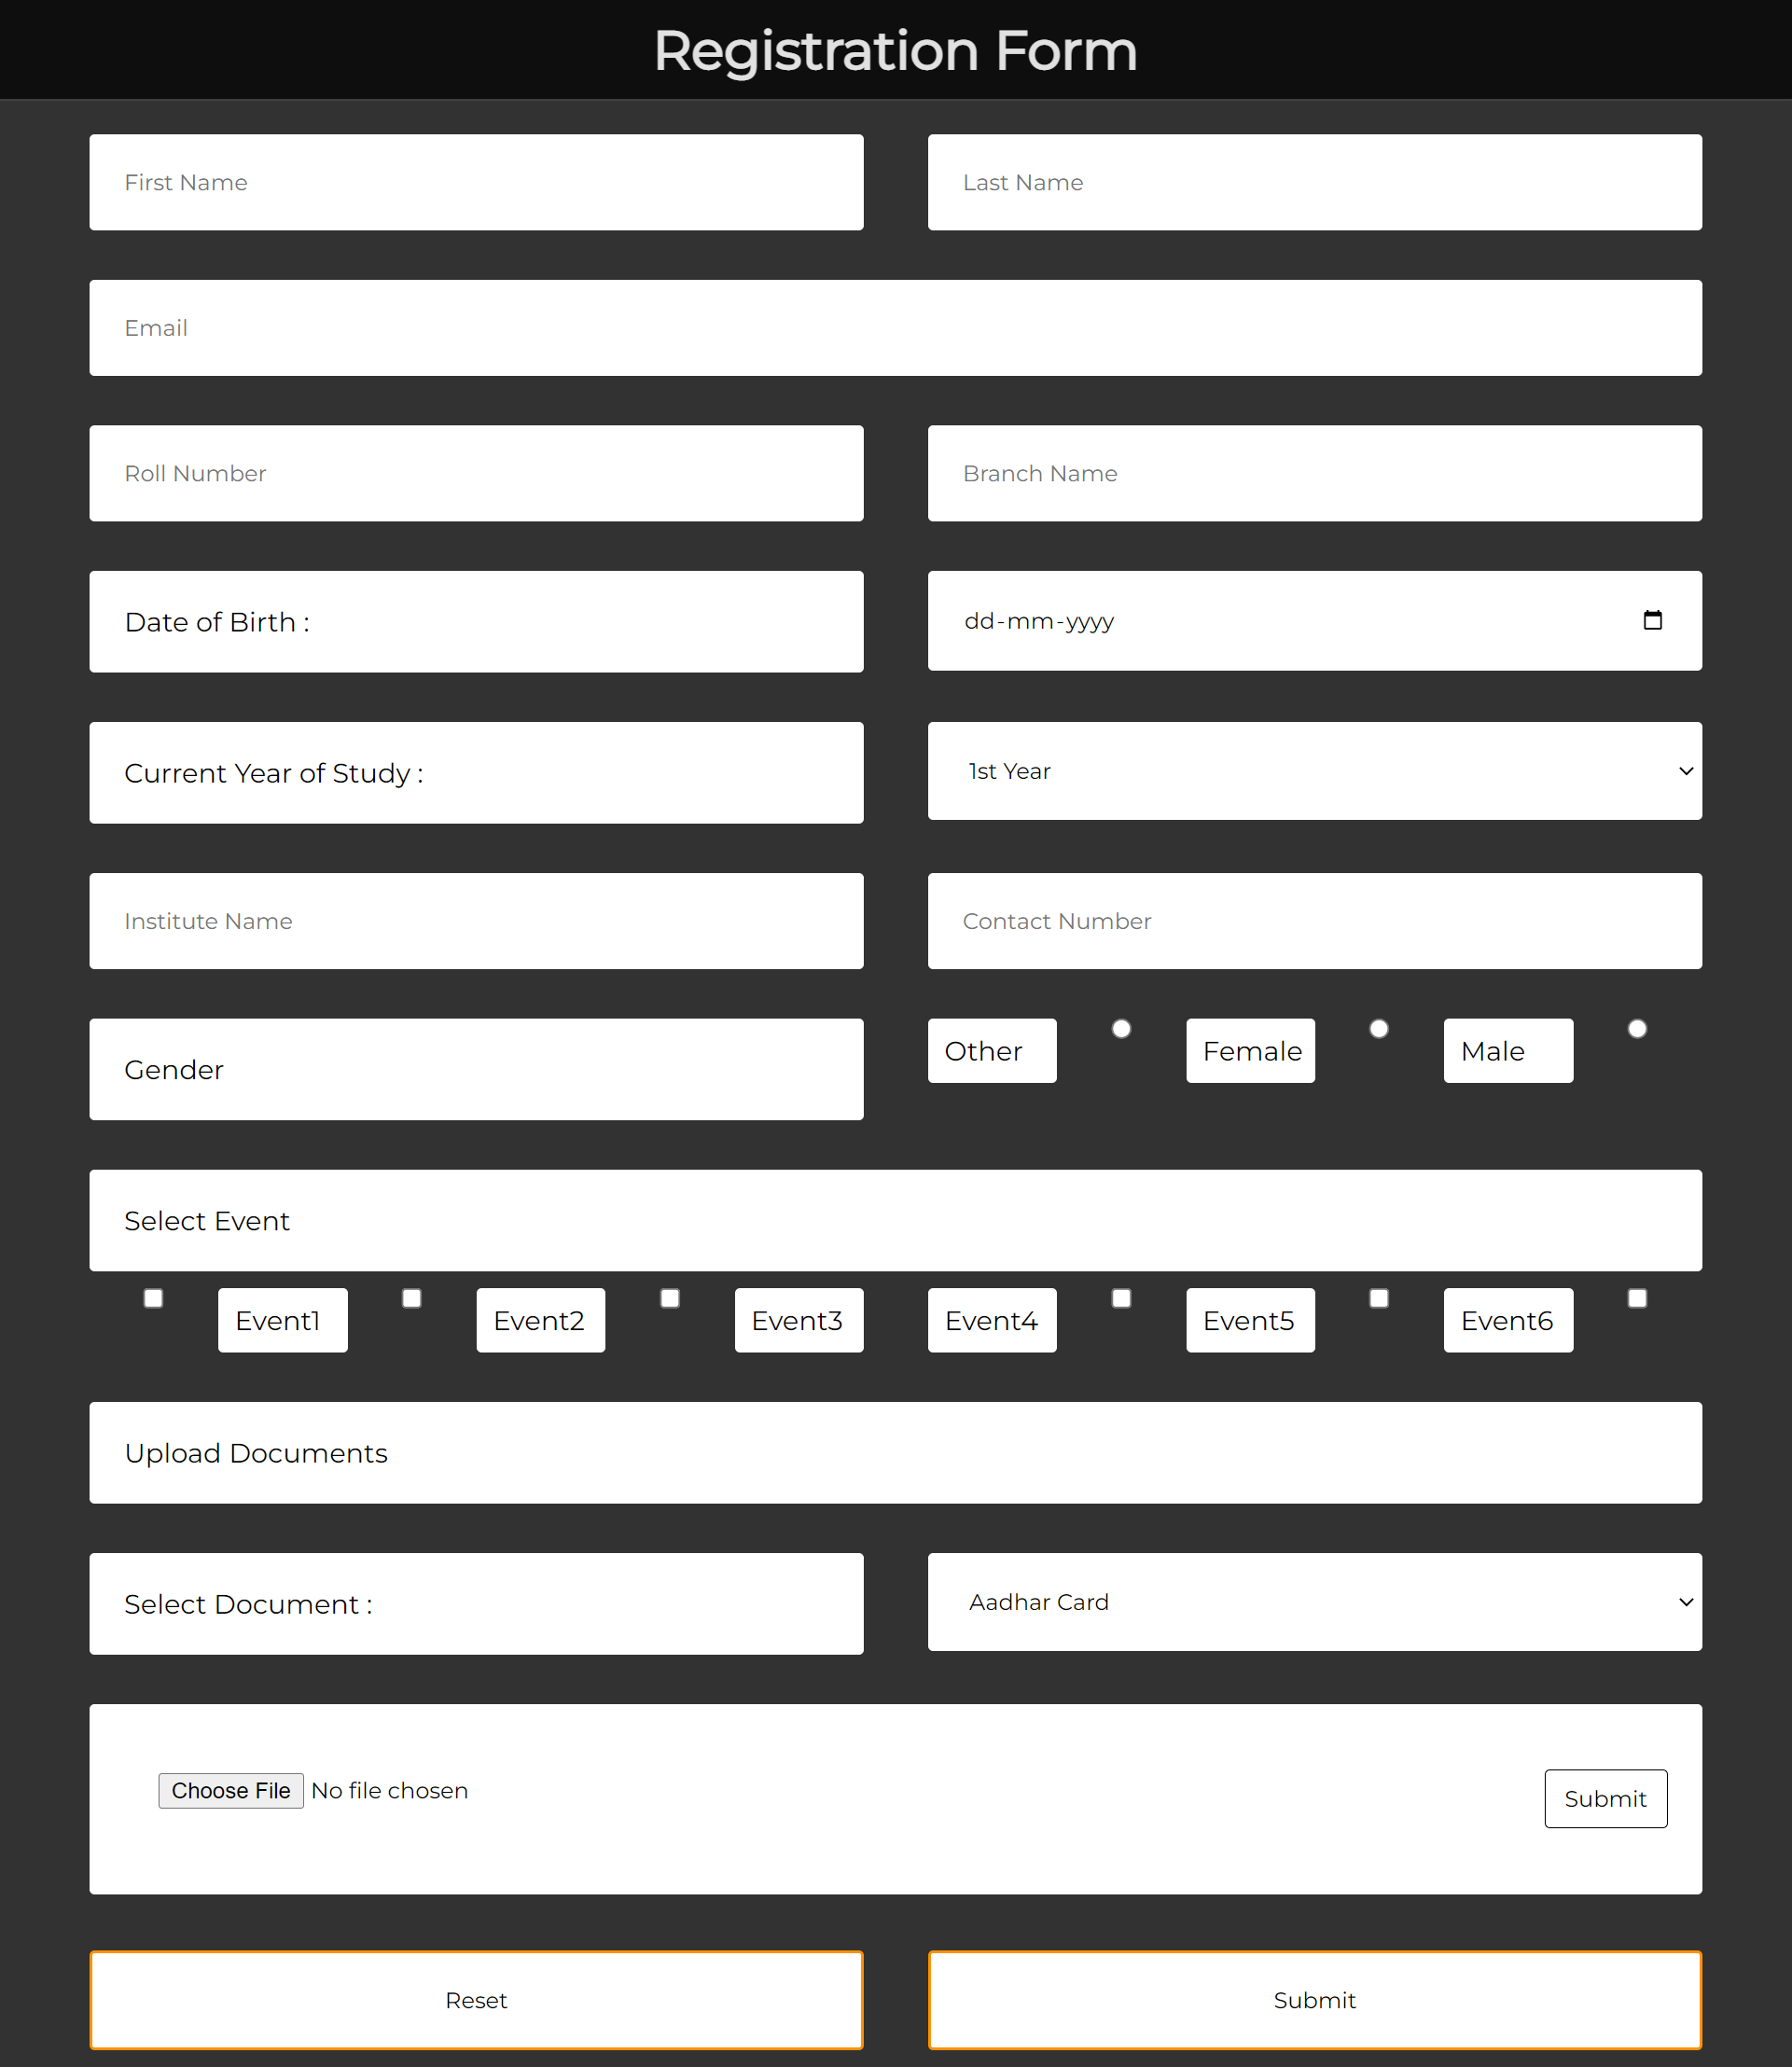 Registration Form
First Name Last Name
Email
Roll Number Branch Name
Date of Birth : dd-mm-yyyy
Current Year of Study : 1st Year
Institute Name Contact Number
Gender Other Female Male
Select Event
Event1 Event2 Event3 Event4 Event5 Event6
Upload Documents
Select Document : Aadhar Card
Choose File No file chosen Submit
Reset Submit